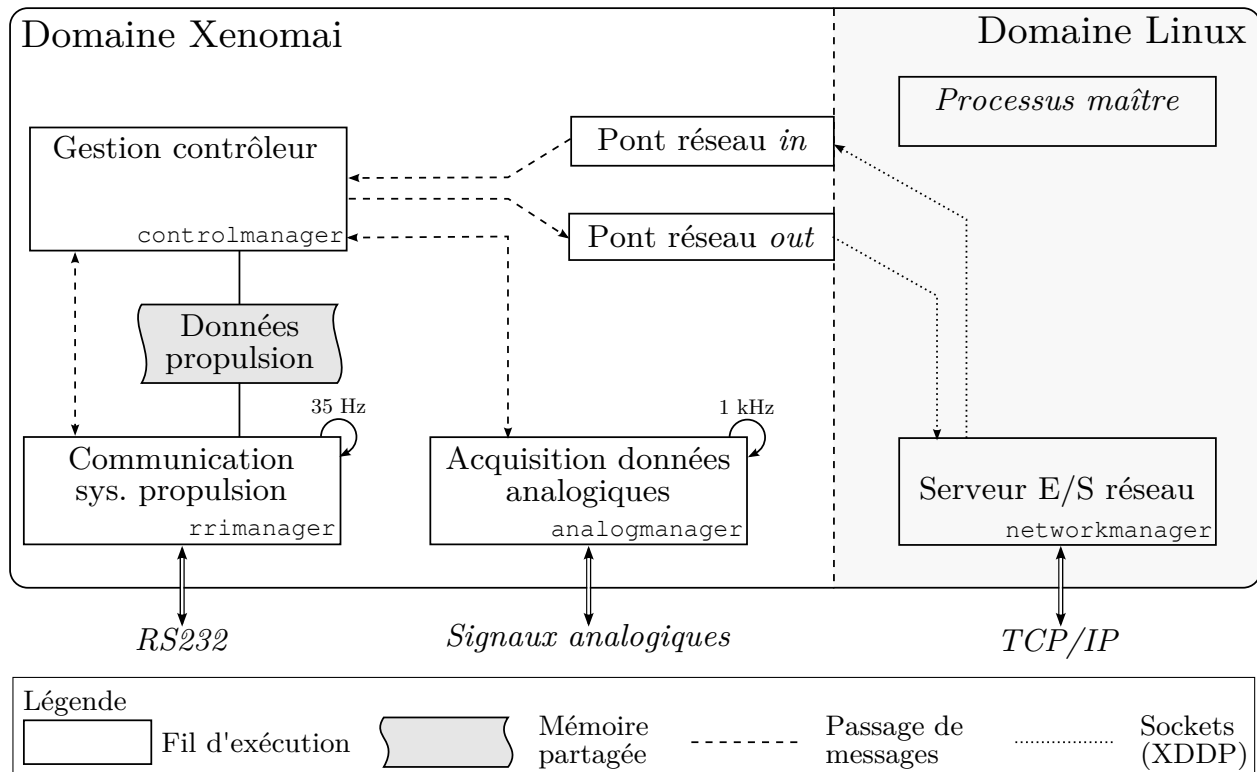 Domaine Xenomai
Domaine Linux
Processus maître
Gestion contrôleur
controlmanager
Pont réseau in
Pont réseau out
Données
propulsion
35 Hz
1 kHz
Communication
sys. propulsion
rrimanager
Acquisition données
analogiques
analogmanager
Serveur E/S réseau
networkmanager
RS232
Signaux analogiques
TCP/IP
Légende
Fil d'exécution
Mémoire
partagée
Passage de
messages
Sockets
(XDDP)